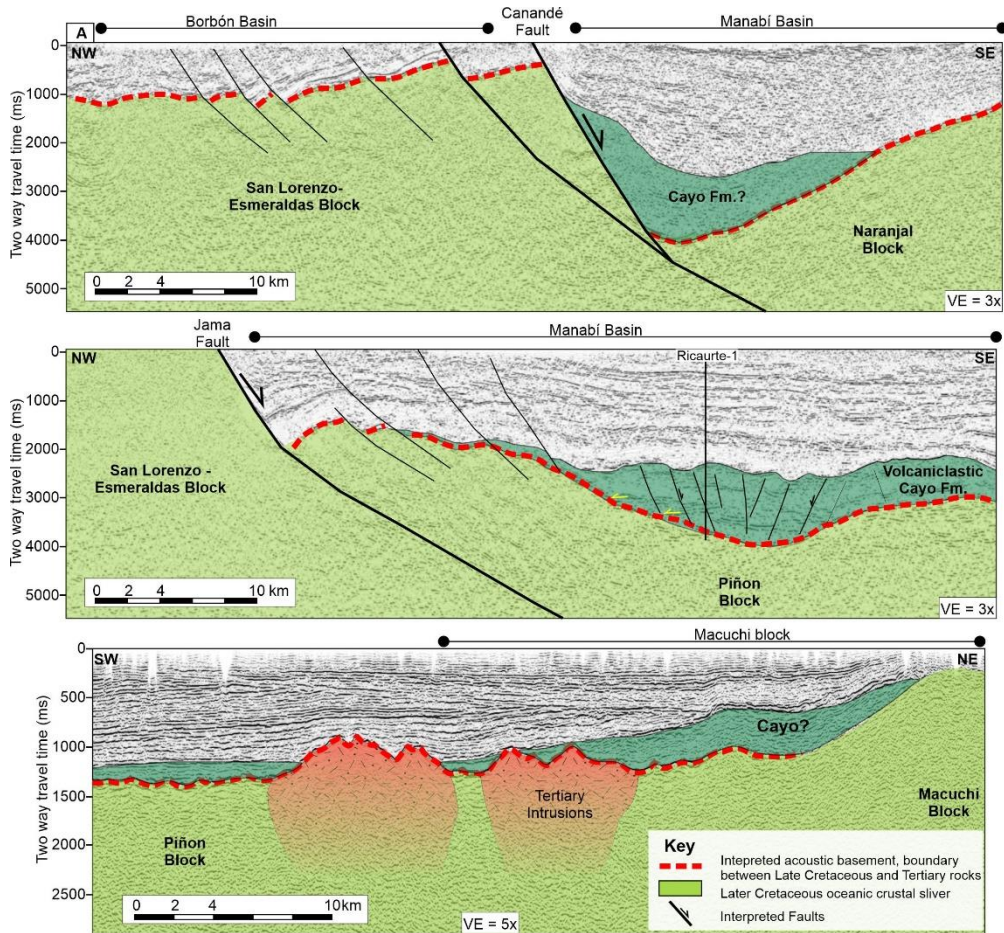 Borbón Basin
Canandé
Fault
Manabí Basin
A
NW
SE
Two way travel time (ms)
0
1000
2000
3000
4000
5000
San Lorenzo-
Esmeraldas Block
Cayo Fm.?
Naranjal
Block
0 2 4 10 km
VE = 3x
Jama
Fault
Manabí Basin
NW
SE
Ricaurte-1
Two way travel time (ms)
0
1000
2000
3000
4000
5000
San Lorenzo -
Esmeraldas Block
Volcaniclastic
Cayo Fm.
Piñon
Block
0 2 4 10 km
VE = 3x
Macuchi block
SW
NE
Two way travel time (ms)
0
500
1000
1500
2000
2500
Cayo?
Tertiary
Intrusions
Macuchi
Block
Piñon
Block
0 2 4 10km
VE = 5x
Key
Intepreted acoustic basement, boundary
between Late Cretaceous and Tertiary rocks
Later Cretaceous oceanic crustal sliver
Interpreted Faults